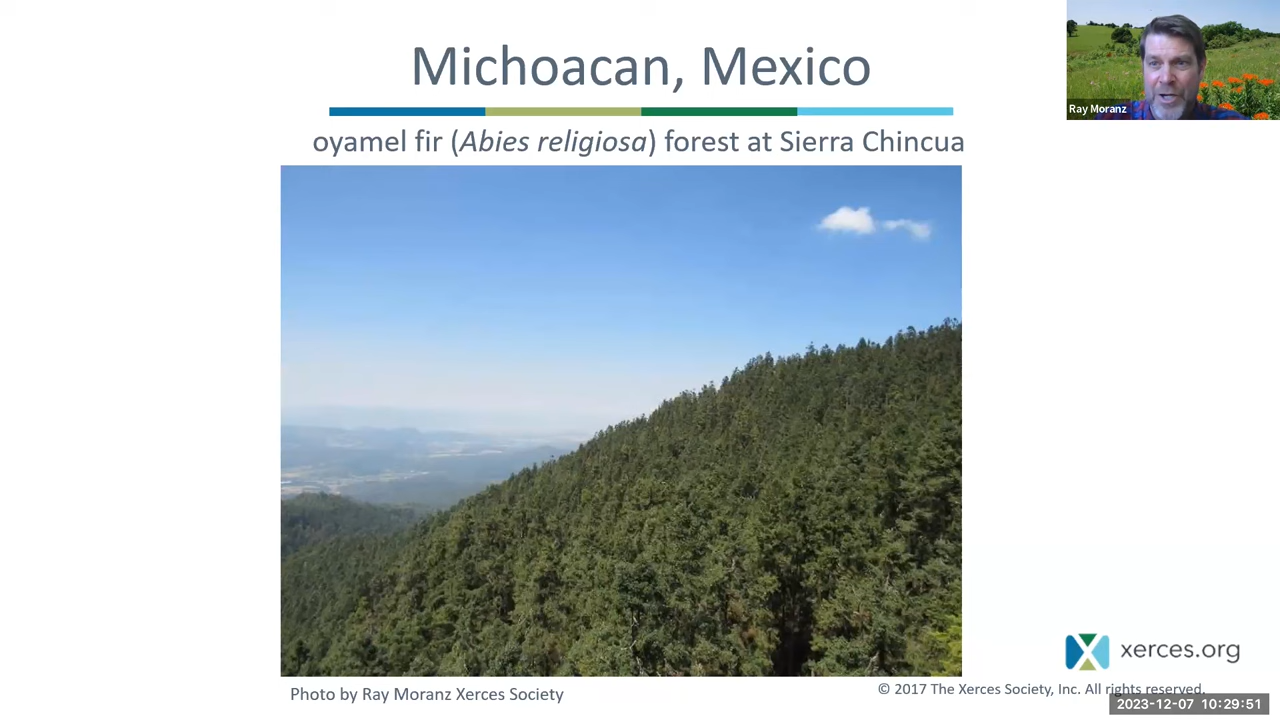 Michoacan, Mexico
Ray Moranz
oyamel fir (Abies religiosa) forest at Sierra Chincua
xerces.org
Photo by Ray Moranz Xerces Society
© 2017 The Xerces Society, Inc. All rights reserved.
2023-12-07 10:29:51